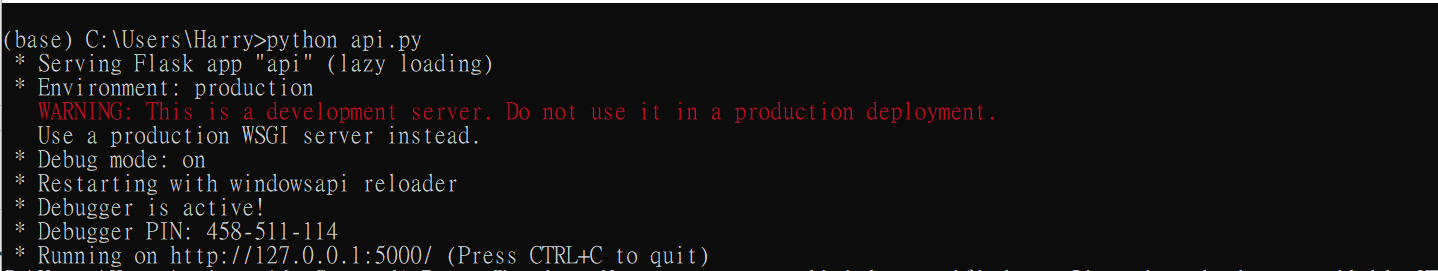 (base) C:\Users\Harry>python api.py
* Serving Flask app "api" (lazy loading)
* Environment: production
WARNING: This is a development server. Do not use it in a production deployment.
Use a production WSGI server instead.
* Debug mode: on
* Restarting with windowsapi reloader
* Debugger is active!
* Debugger PIN: 458-511-114
* Running on http://127.0.0.1:5000/ (Press CTRL+C to quit)